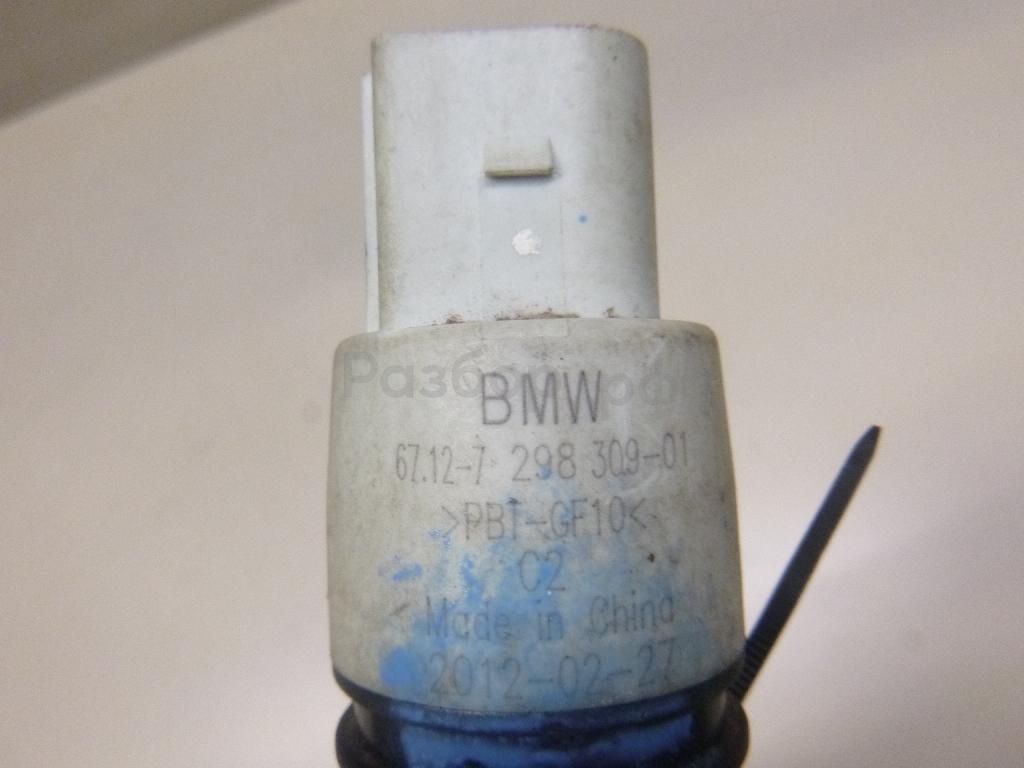 BMW
67.12-7 298 309-01
>PBT-GF10<
C2
Made in China
2012-02-27